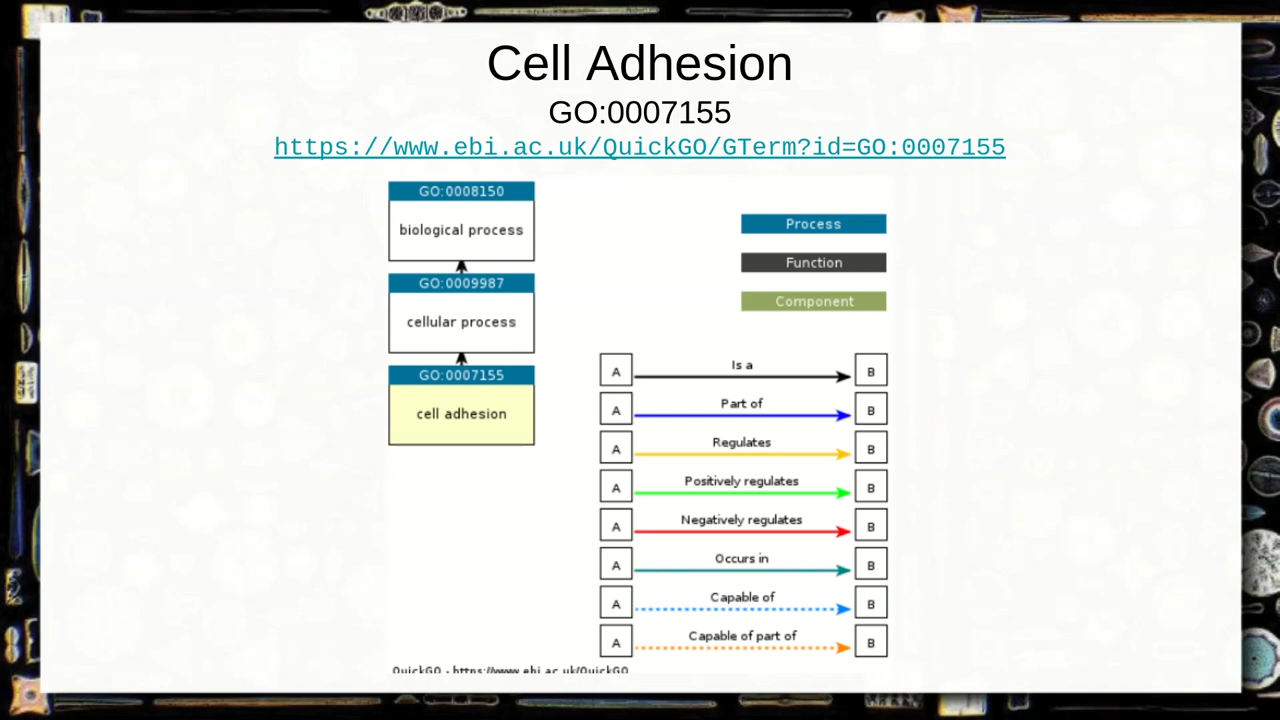 Cell Adhesion
GO:0007155
https://www.ebi.ac.uk/QuickGO/GTerm?id=GO:0007155
GO:0008150
biological process
GO:0009987
cellular process
GO:0007155
cell adhesion
Process
Function
Component
A Is a B
A Part of B
A Regulates B
A Positively regulates B
A Negatively regulates B
A Occurs in B
A Capable of B
A Capable of part of B
QuickGO - https://www.ebi.ac.uk/QuickGO